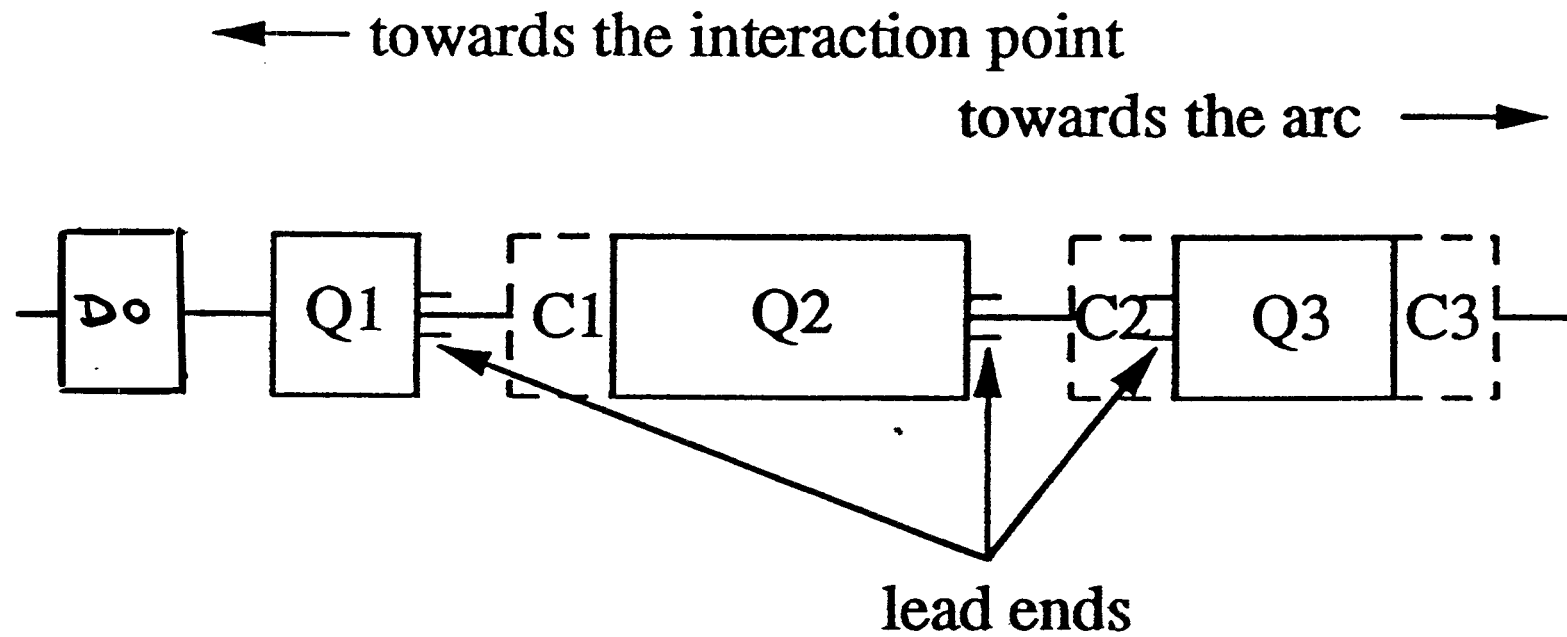 towards the interaction point
towards the arc
DO Q1 C1 Q2 C2 Q3 C3
lead ends